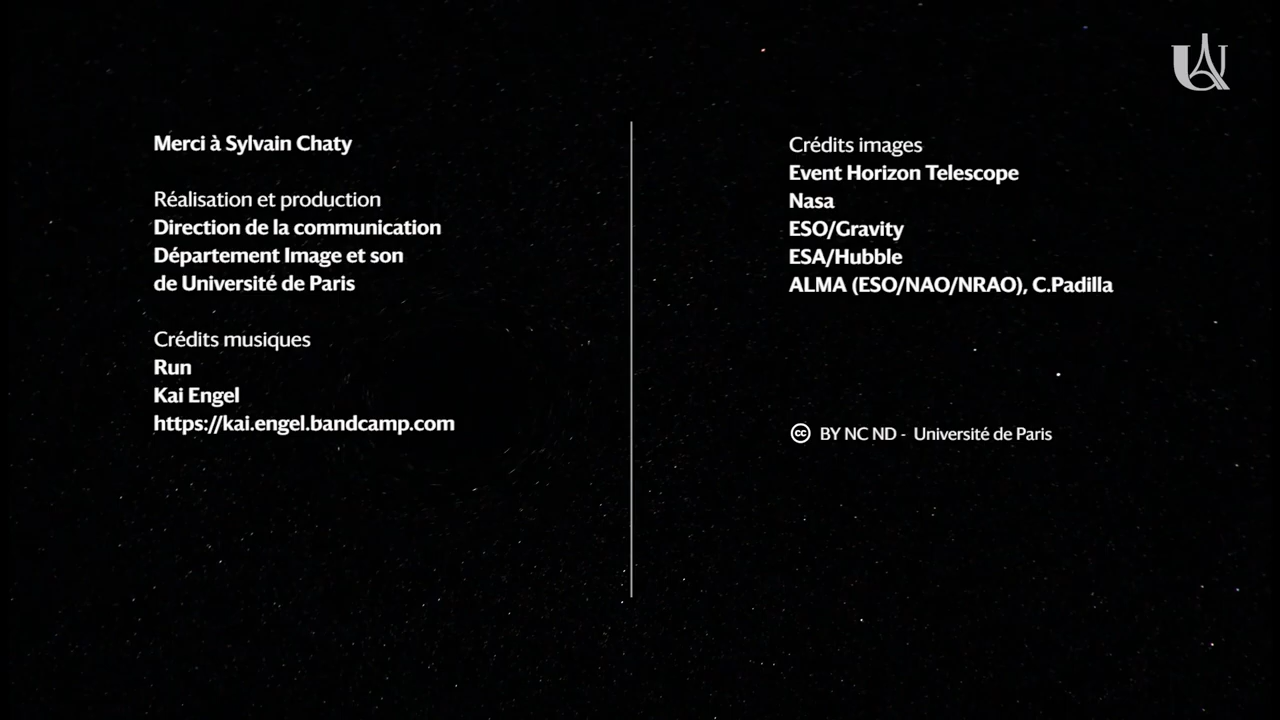 Merci à Sylvain Chaty
Réalisation et production
Direction de la communication
Département Image et son
de Université de Paris
Crédits musiques
Run
Kai Engel
https://kai.engel.bandcamp.com
Crédits images
Event Horizon Telescope
Nasa
ESO/Gravity
ESA/Hubble
ALMA (ESO/NAO/NRAO), C.Padilla
cc BY NC ND - Université de Paris